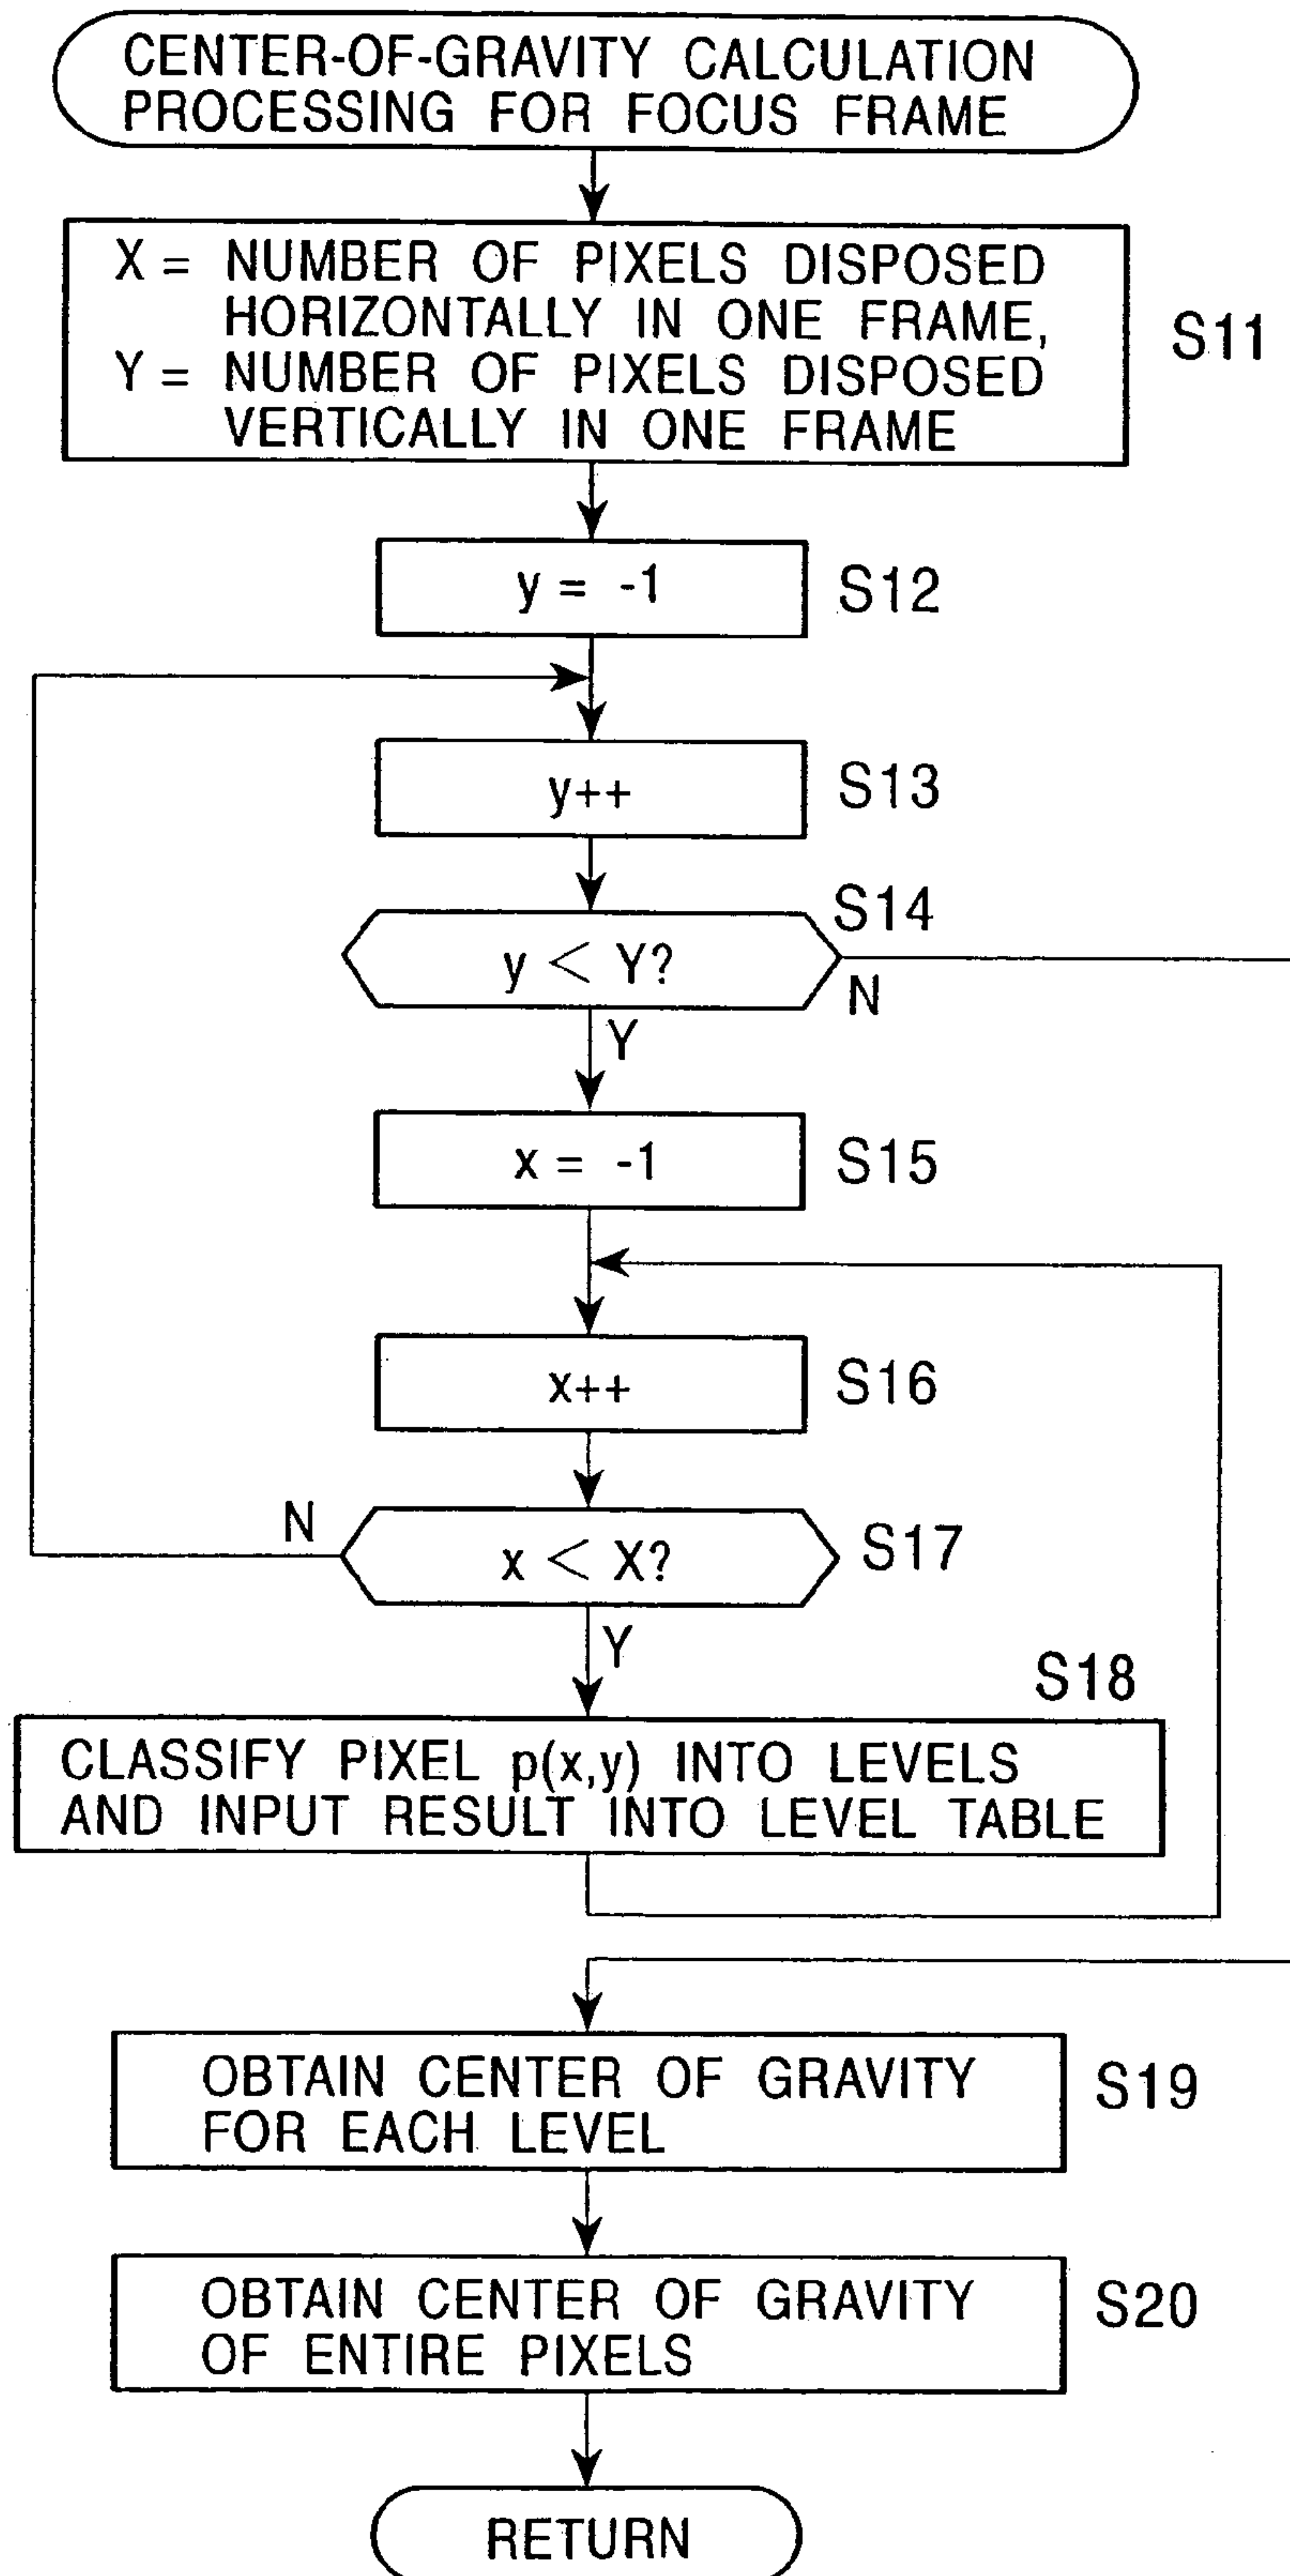 CENTER-OF-GRAVITY CALCULATION
PROCESSING FOR FOCUS FRAME
X = NUMBER OF PIXELS DISPOSED
HORIZONTALLY IN ONE FRAME,
Y = NUMBER OF PIXELS DISPOSED
VERTICALLY IN ONE FRAME
S11
y = -1
S12
y++
S13
S14
y < Y?
N
Y
x = -1
S15
x++
S16
N
x < X?
S17
Y
S18
CLASSIFY PIXEL p(x,y) INTO LEVELS
AND INPUT RESULT INTO LEVEL TABLE
OBTAIN CENTER OF GRAVITY
FOR EACH LEVEL
S19
OBTAIN CENTER OF GRAVITY
OF ENTIRE PIXELS
S20
RETURN